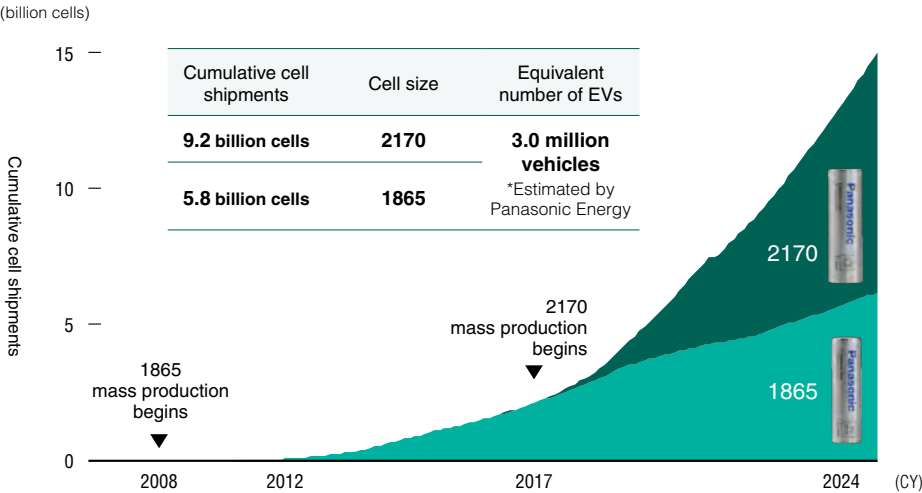 (billion cells)
15
10
5
0
Cumulative cell shipments
Cumulative cell
shipments
Cell size
Equivalent
number of EVs
9.2 billion cells
2170
3.0 million
vehicles
*Estimated by
Panasonic Energy
5.8 billion cells
1865
2170
mass production
begins
1865
mass production
begins
2170
Panasonic
1865
Panasonic
2008
2012
2017
2024
(CY)